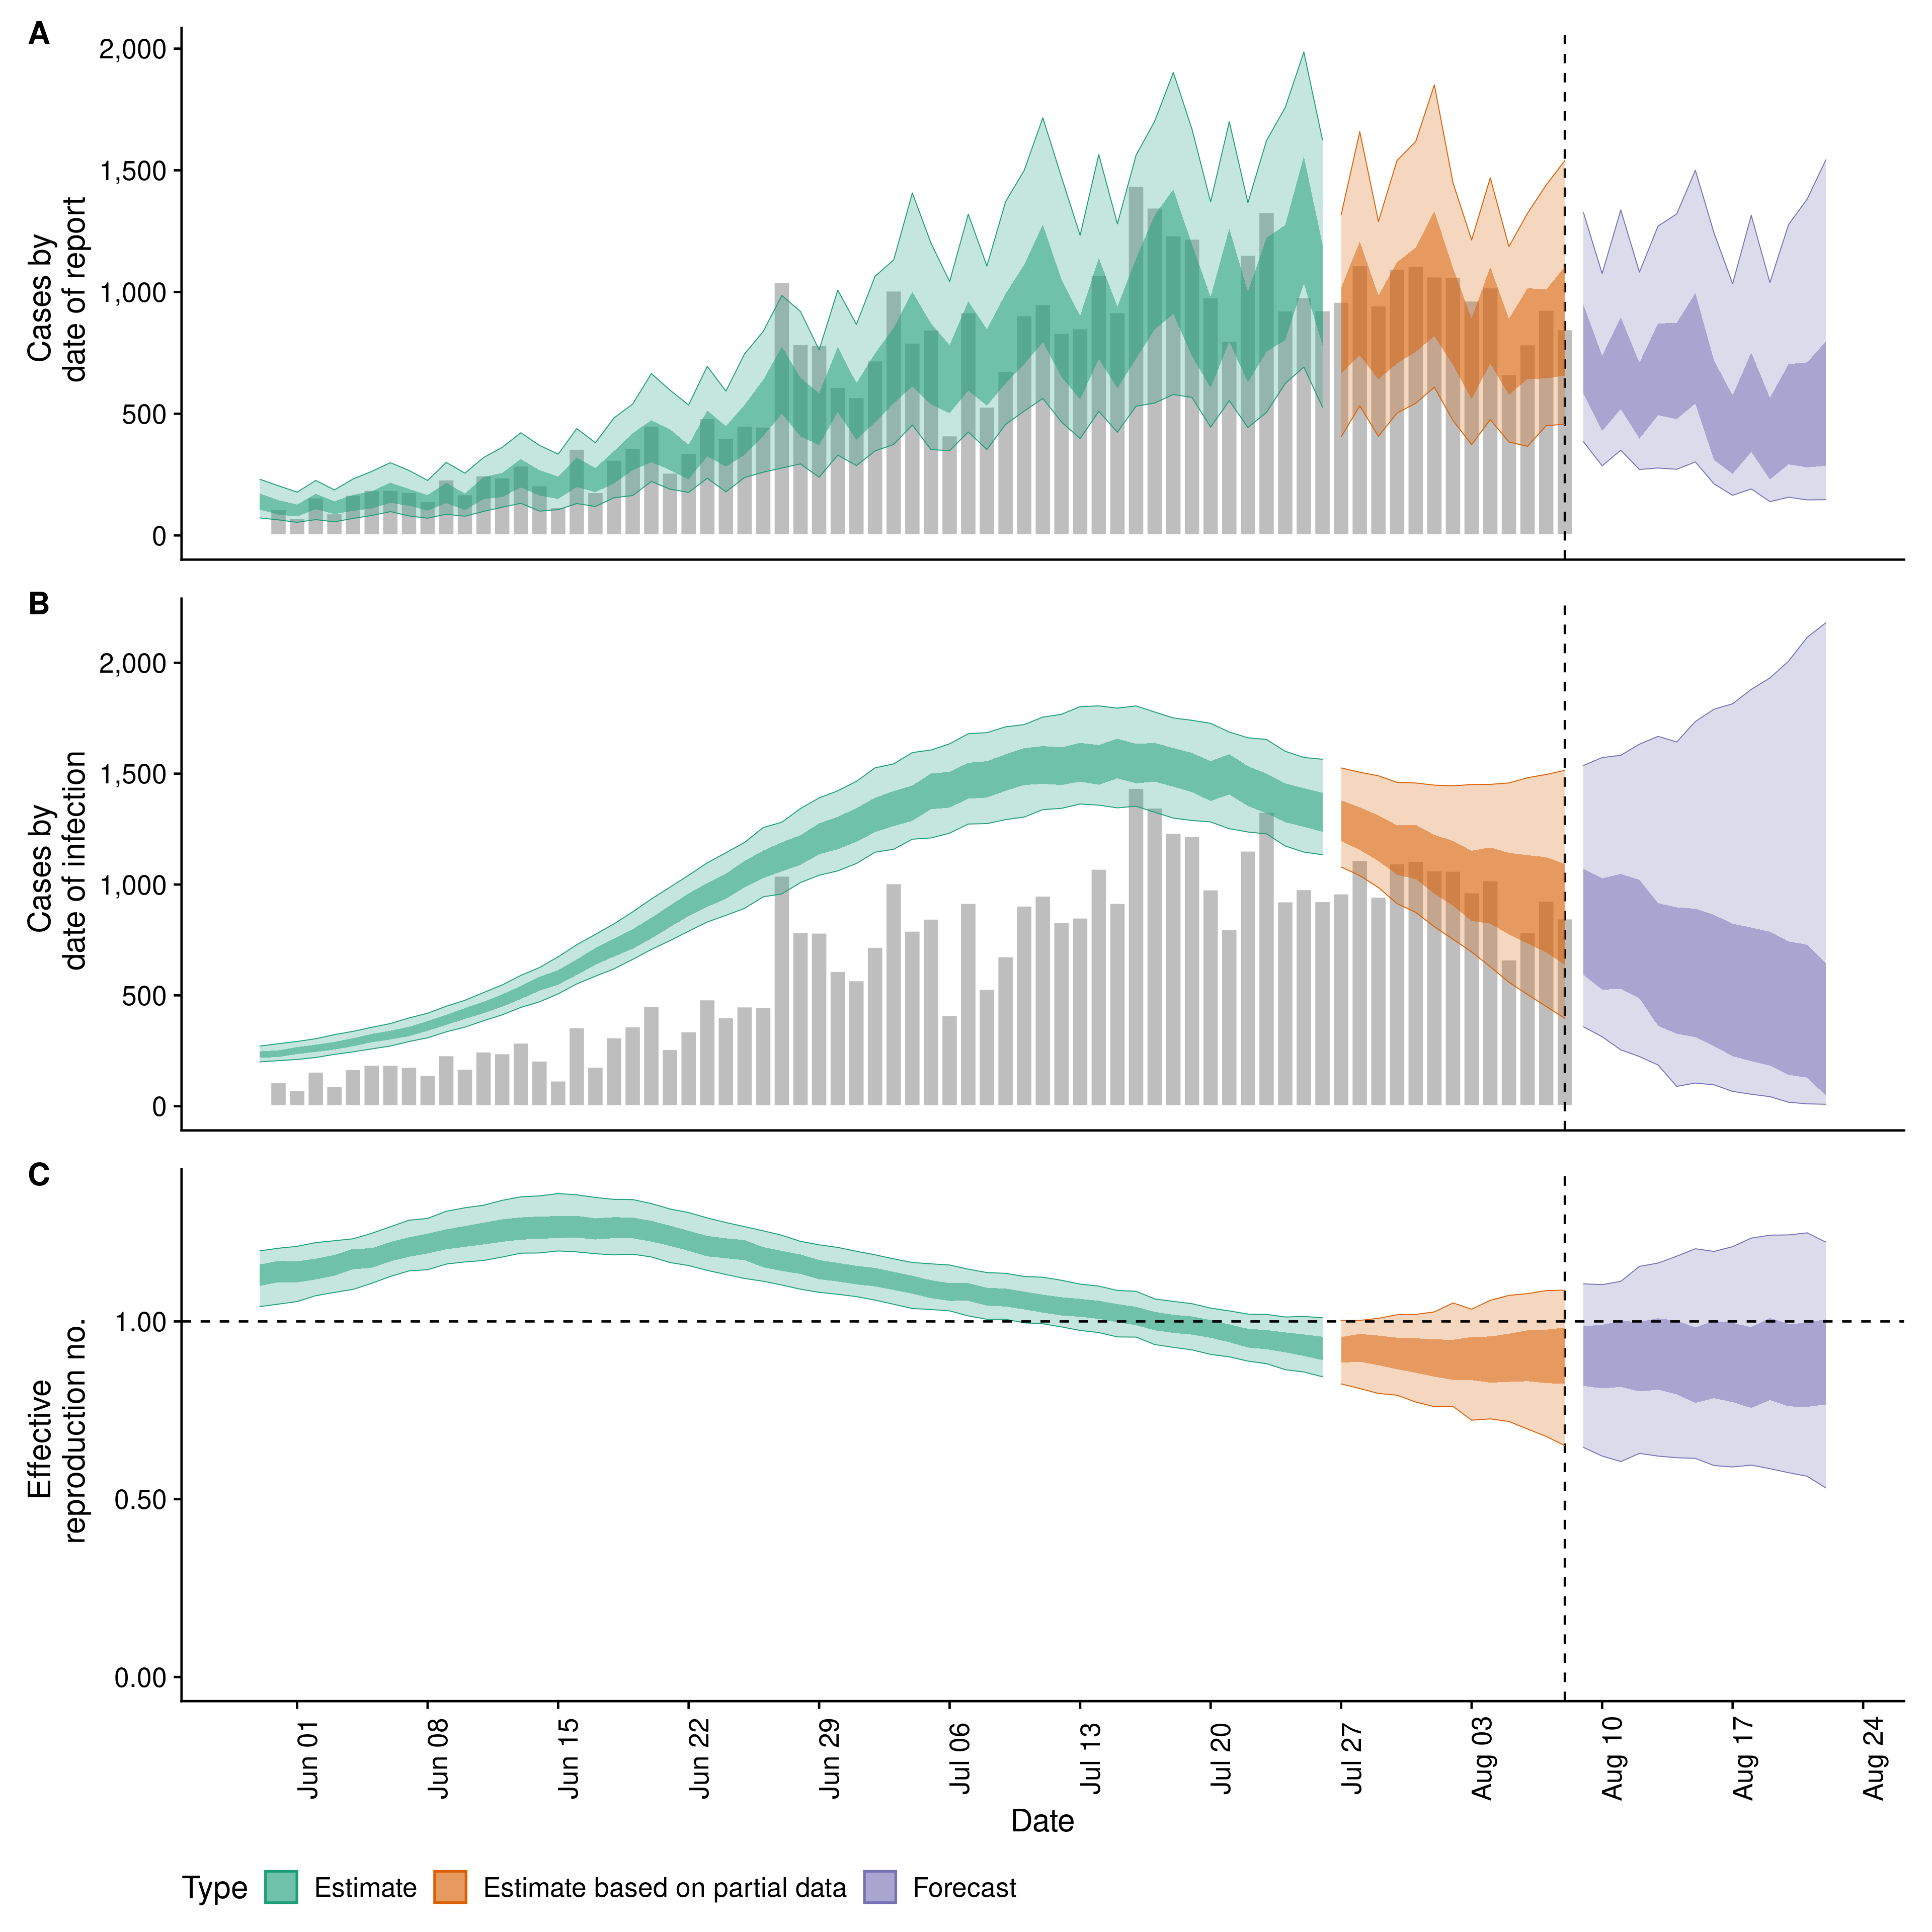 A
2,000
1,500
1,000
500
0
Cases by
date of report
B
2,000
1,500
1,000
500
0
Cases by
date of infection
C
1.00
0.50
0.00
Effective
reproduction no.
Jun 01
Jun 08
Jun 15
Jun 22
Jun 29
Jul 06
Jul 13
Jul 20
Jul 27
Aug 03
Aug 10
Aug 17
Aug 24
Date
Type Estimate Estimate based on partial data Forecast